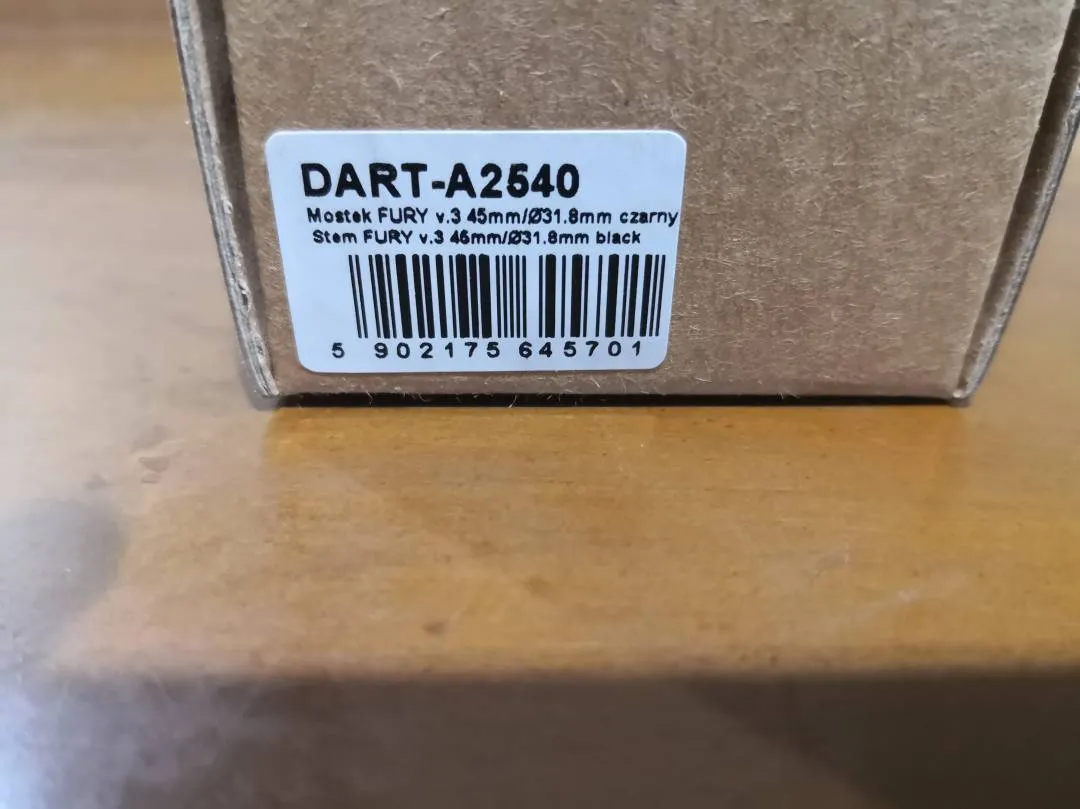 DART-A2540
Mostek FURY v.3 45mm/Ø31.8mm czarny
Stem FURY v.3 45mm/Ø31.8mm black
5 902175 645701